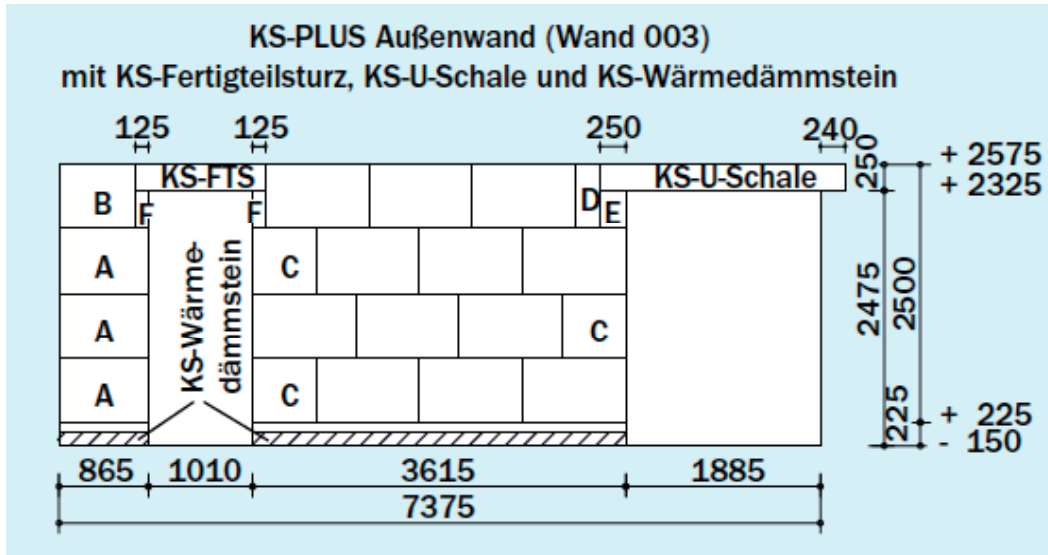 KS-PLUS Außenwand (Wand 003)
mit KS-Fertigteilsturz, KS-U-Schale und KS-Wärmedämmstein
125 125 250 240
B KS-FTS D KS-U-Schale 250 + 2575
F F E + 2325
A C
KS-Wärme-
dämmstein
A C 2475 2500
A C
225 + 225
- 150
865 1010 3615 1885
7375